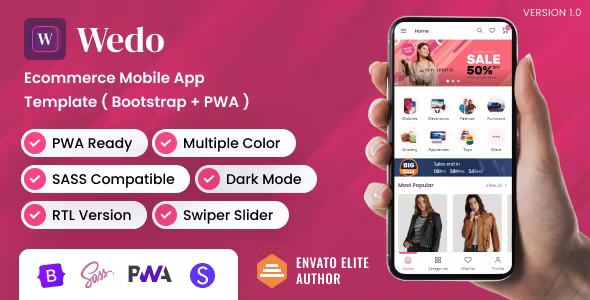 VERSION 1.0
W
Wedo
Ecommerce Mobile App
Template ( Bootstrap + PWA )
PWA Ready
Multiple Color
SASS Compatible
Dark Mode
RTL Version
Swiper Slider
B
Sass
PWA
S
ENVATO ELITE
AUTHOR
Home
SALE
50%
Mobiles
Electronics
Fashion
Furniture
Grocery
Appliances
Toys
More
BIG
SALE
Sales end in
Most Popular
View all
Home
Categories
Wishlist
Profile